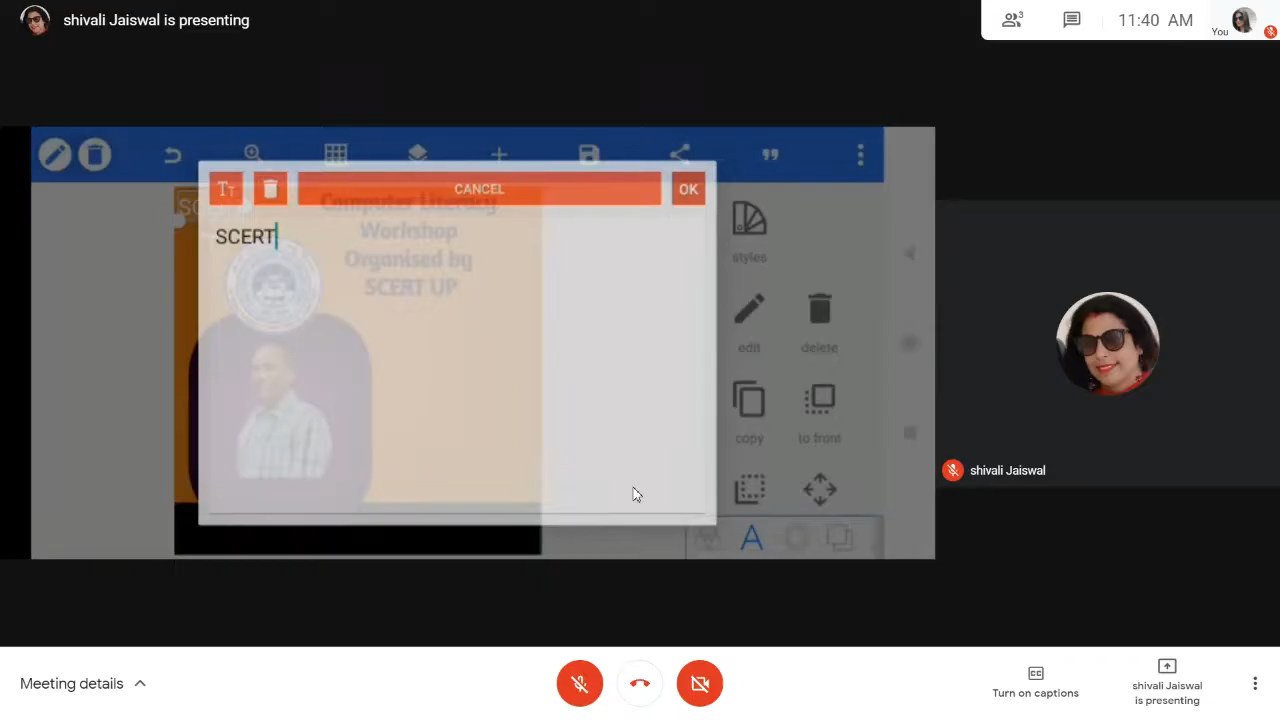 shivali Jaiswal is presenting
3
11:40 AM
You
CANCEL
OK
SCERT
Computer Literacy
Workshop
Organised by
SCERT UP
styles
edit
delete
copy
to front
shivali Jaiswal
Meeting details
Turn on captions
shivali Jaiswal
is presenting